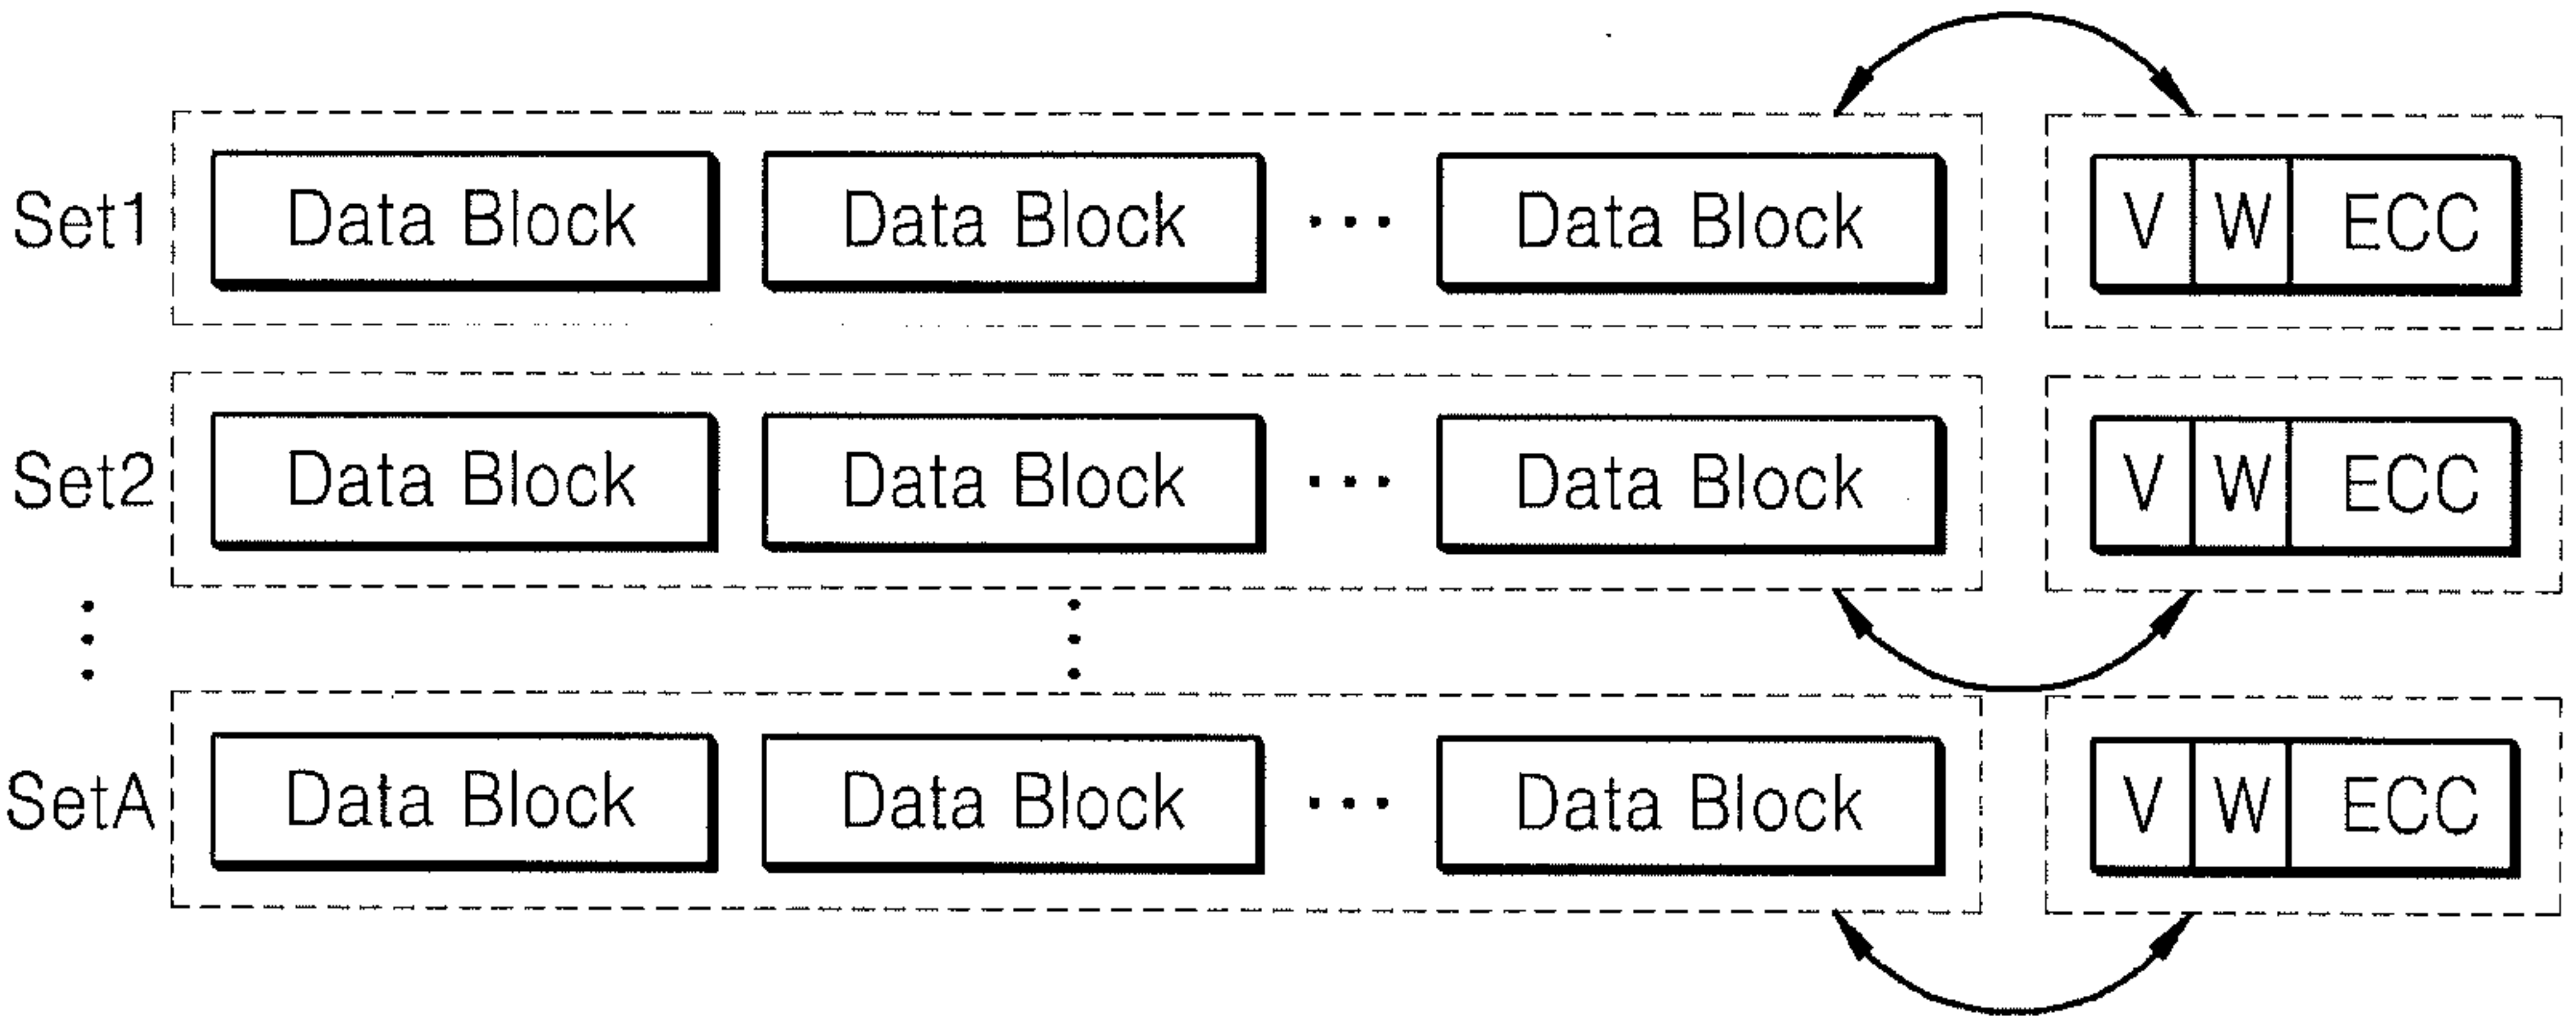 Set1 Data Block Data Block ... Data Block V W ECC
Set2 Data Block Data Block ... Data Block V W ECC
SetA Data Block Data Block ... Data Block V W ECC